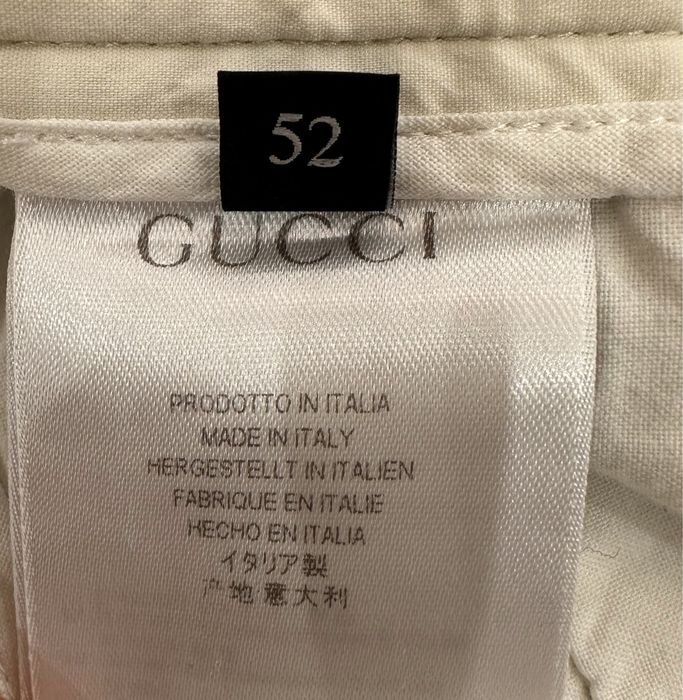 52
GUCCI
PRODOTTO IN ITALIA
MADE IN ITALY
HERGESTELLT IN ITALIEN
FABRIQUE EN ITALIE
HECHO EN ITALIA
イタリア製
产地意大利